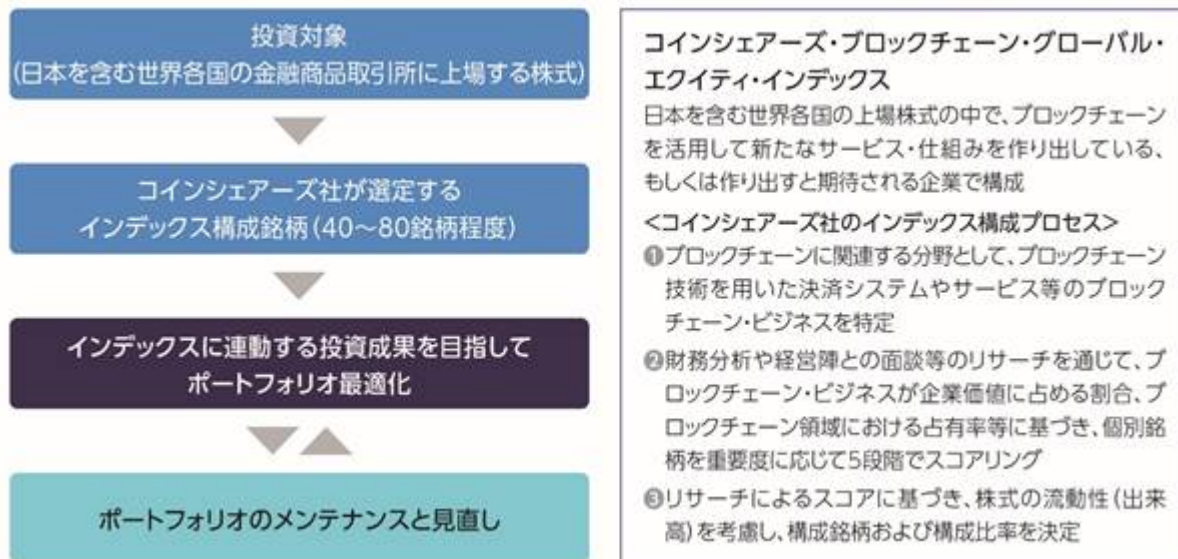 投資対象
(日本を含む世界各国の金融商品取引所に上場する株式)
コインシェアーズ社が選定する
インデックス構成銘柄(40〜80銘柄程度)
インデックスに連動する投資成果を目指して
ポートフォリオ最適化
ポートフォリオのメンテナンスと見直し
コインシェアーズ・ブロックチェーン・グローバル・
エクイティ・インデックス
日本を含む世界各国の上場株式の中で、ブロックチェーン
を活用して新たなサービス・仕組みを作り出している、
もしくは作り出すと期待される企業で構成
<コインシェアーズ社のインデックス構成プロセス>
❶ブロックチェーンに関連する分野として、ブロックチェーン
技術を用いた決済システムやサービス等のブロック
チェーン・ビジネスを特定
❷財務分析や経営陣との面談等のリサーチを通じて、ブ
ロックチェーン・ビジネスが企業価値に占める割合、ブ
ロックチェーン領域における占有率等に基づき、個別銘
柄を重要度に応じて5段階でスコアリング
❸リサーチによるスコアに基づき、株式の流動性(出来
高)を考慮し、構成銘柄および構成比率を決定